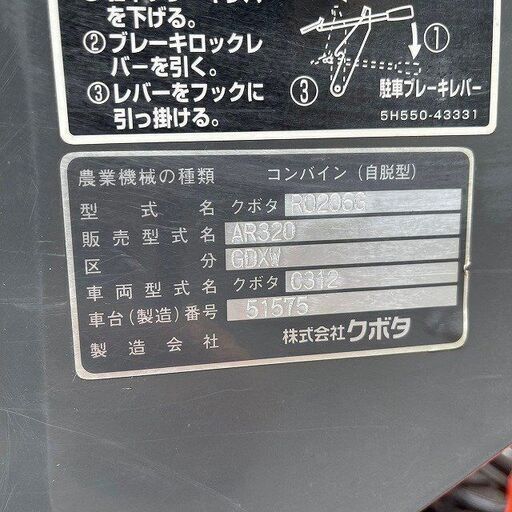 を下げる。
②ブレーキロックレ
バーを引く。
③レバーをフックに
引っ掛ける。
①
③
駐車ブレーキレバー
5H550-43331
農業機械の種類 コンバイン（自脱型）
型式名 クボタ RO206G
販売型式名 AR320
区分 GDXW
車両型式名 クボタ C312
車台（製造）番号 51575
製造会社 株式会社クボタ